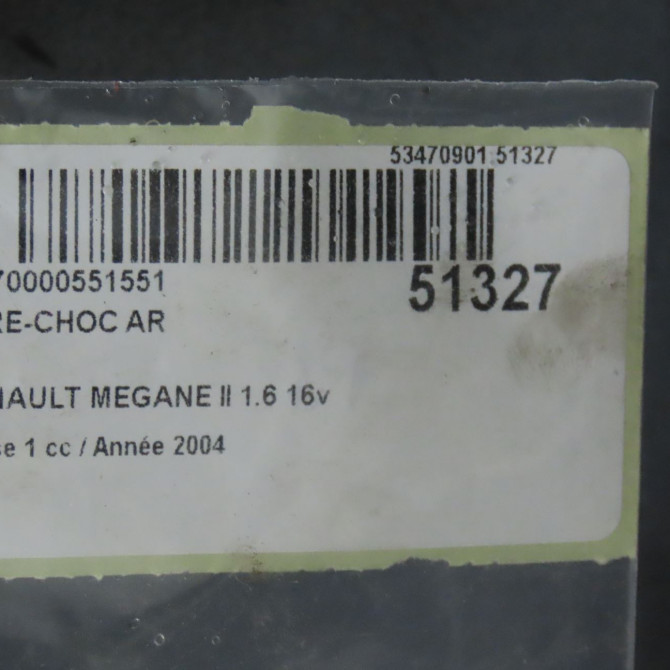 53470901 51327
70000551551
51327
RE-CHOC AR
NAULT MEGANE II 1.6 16v
se 1 cc / Année 2004